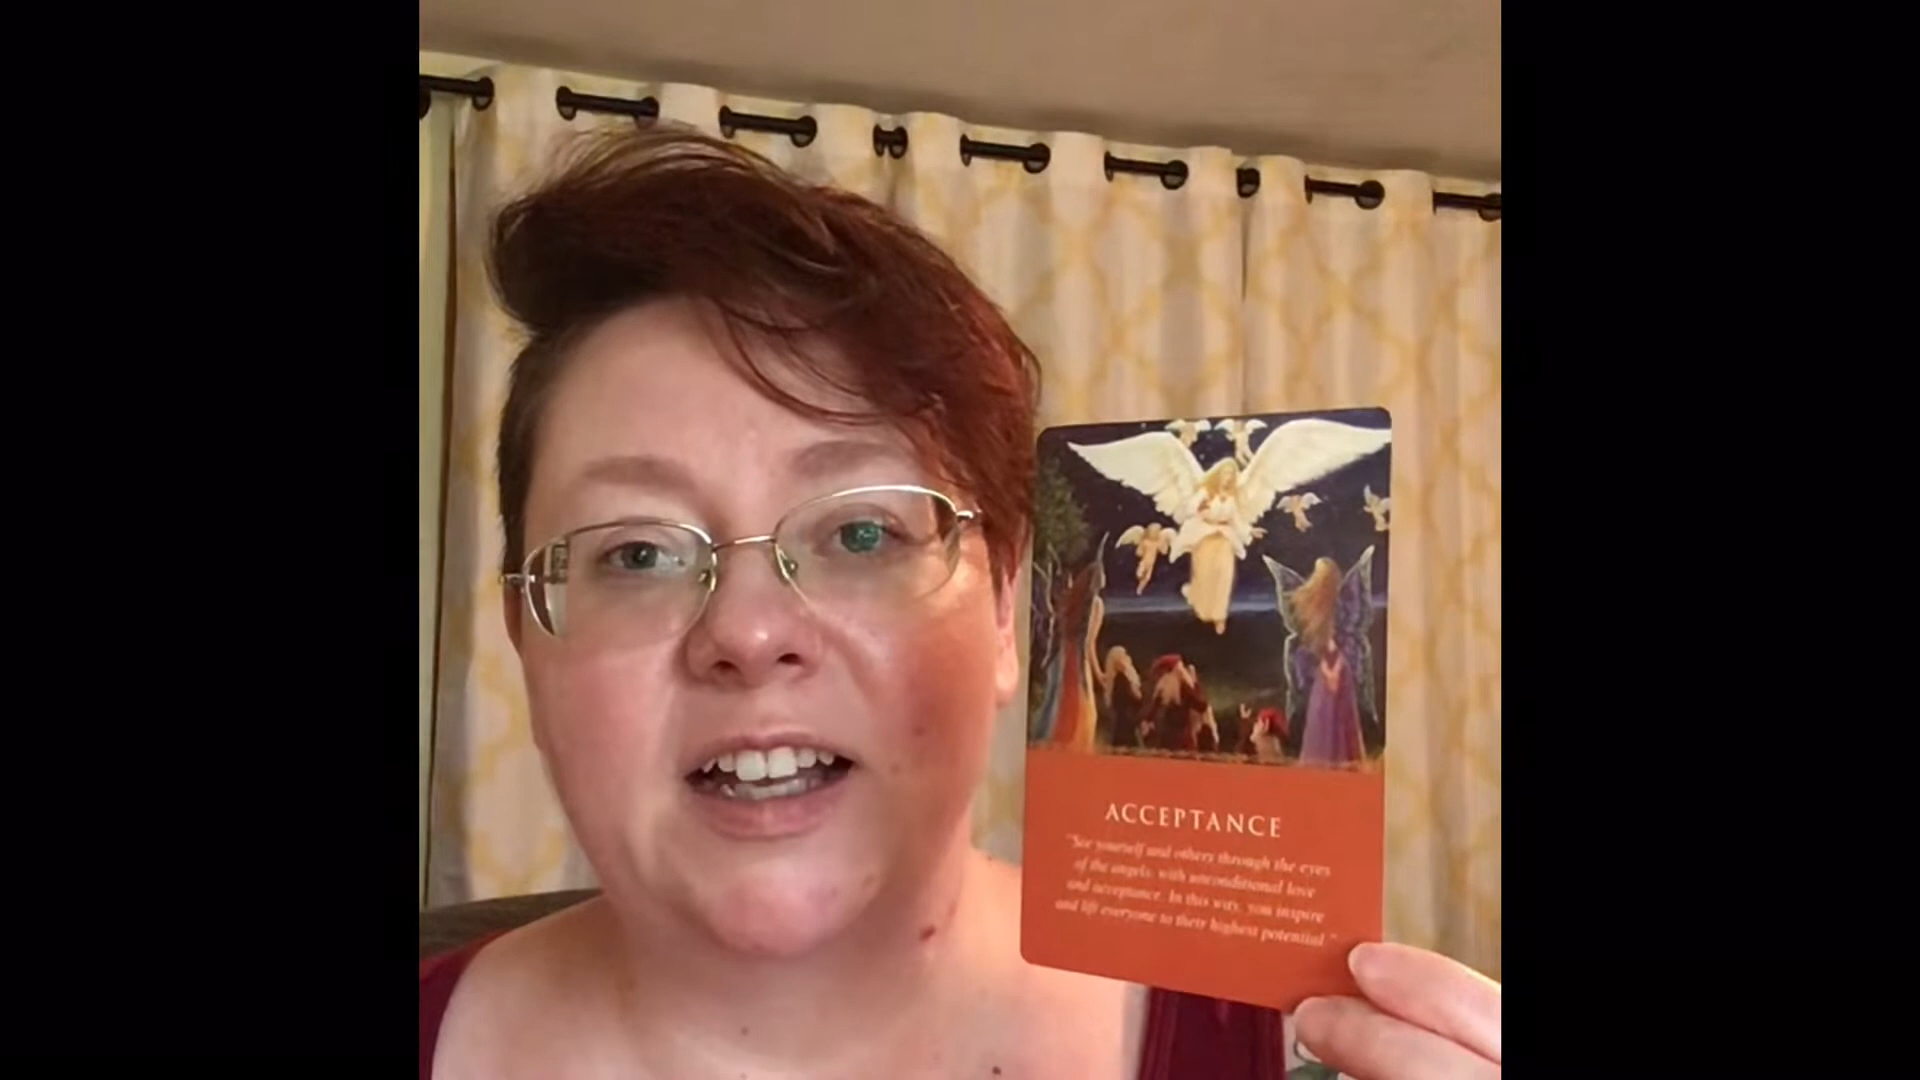 ACCEPTANCE
"See yourself and others through the eyes
of the angels: with unconditional love
and acceptance. In this way, you inspire
and lift everyone to their highest potential."